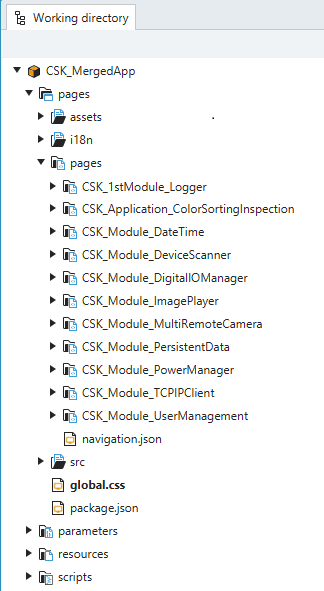 Working directory
CSK_MergedApp
pages
assets
i18n
pages
CSK_1stModule_Logger
CSK_Application_ColorSortingInspection
CSK_Module_DateTime
CSK_Module_DeviceScanner
CSK_Module_DigitalIOManager
CSK_Module_ImagePlayer
CSK_Module_MultiRemoteCamera
CSK_Module_PersistentData
CSK_Module_PowerManager
CSK_Module_TCPIPClient
CSK_Module_UserManagement
navigation.json
src
global.css
package.json
parameters
resources
scripts